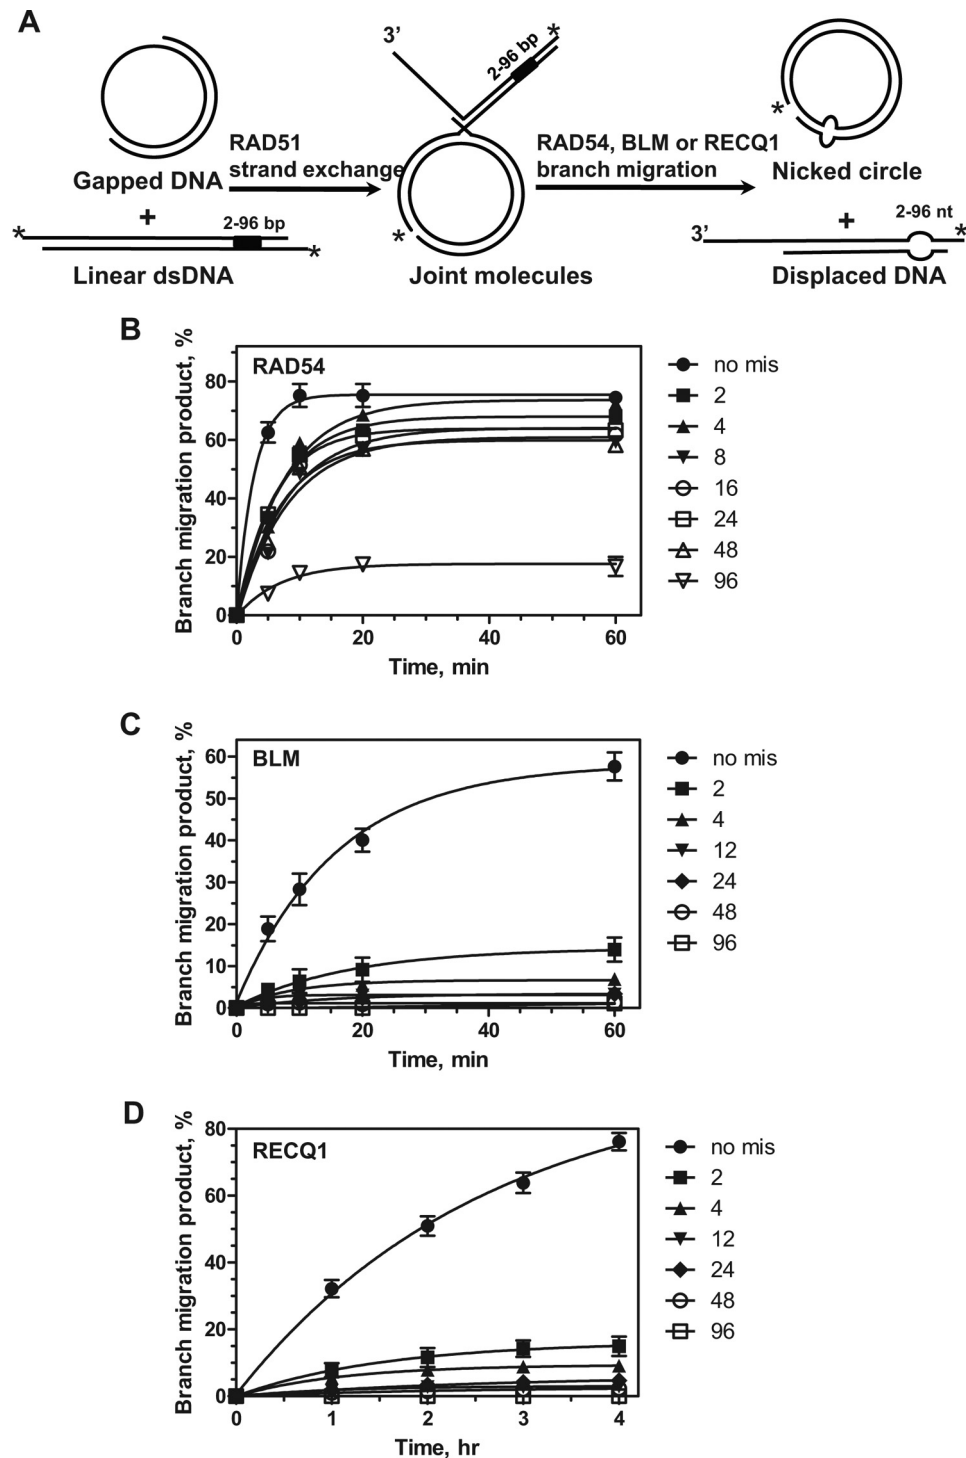 A
Gapped DNA
+
* 2-96 bp *
Linear dsDNA
RAD51
strand exchange
3’
2-96 bp
*
*
Joint molecules
RAD54, BLM or RECQ1
branch migration
*
Nicked circle
+
2-96 nt
3’ *
Displaced DNA
B
Branch migration product, %
RAD54
80
60
40
20
0
0 20 40 60
Time, min
no mis
2
4
8
16
24
48
96
C
Branch migration product, %
BLM
60
50
40
30
20
10
0
0 20 40 60
Time, min
no mis
2
4
12
24
48
96
D
Branch migration product, %
RECQ1
80
60
40
20
0
0 1 2 3 4
Time, hr
no mis
2
4
12
24
48
96